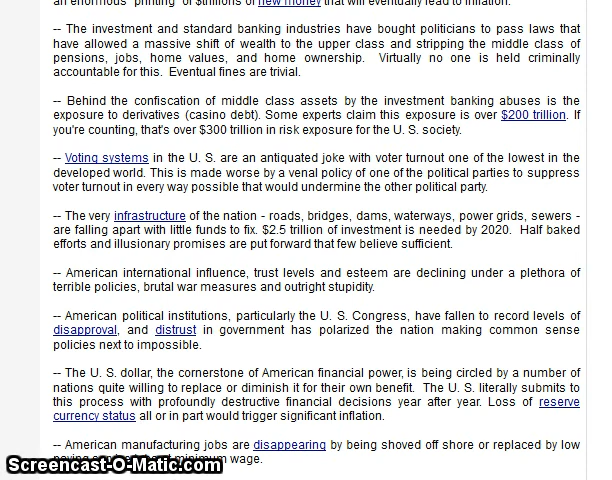 an enormous "printing" of $trillions of new money that will eventually lead to inflation.
-- The investment and standard banking industries have bought politicians to pass laws that
have allowed a massive shift of wealth to the upper class and stripping the middle class of
pensions, jobs, home values, and home ownership. Virtually no one is held criminally
accountable for this. Eventual fines are trivial.
-- Behind the confiscation of middle class assets by the investment banking abuses is the
exposure to derivatives (casino debt). Some experts claim this exposure is over $200 trillion. If
you're counting, that's over $300 trillion in risk exposure for the U. S. society.
-- Voting systems in the U. S. are an antiquated joke with voter turnout one of the lowest in the
developed world. This is made worse by a venal policy of one of the political parties to suppress
voter turnout in every way possible that would undermine the other political party.
-- The very infrastructure of the nation - roads, bridges, dams, waterways, power grids, sewers -
are falling apart with little funds to fix. $2.5 trillion of investment is needed by 2020. Half baked
efforts and illusionary promises are put forward that few believe sufficient.
-- American international influence, trust levels and esteem are declining under a plethora of
terrible policies, brutal war measures and outright stupidity.
-- American political institutions, particularly the U. S. Congress, have fallen to record levels of
disapproval, and distrust in government has polarized the nation making common sense
policies next to impossible.
-- The U. S. dollar, the cornerstone of American financial power, is being circled by a number of
nations quite willing to replace or diminish it for their own benefit. The U. S. literally submits to
this process with profoundly destructive financial decisions year after year. Loss of reserve
currency status all or in part would trigger significant inflation.
-- American manufacturing jobs are disappearing by being shoved off shore or replaced by low
wage.
Screencast-O-Matic.com